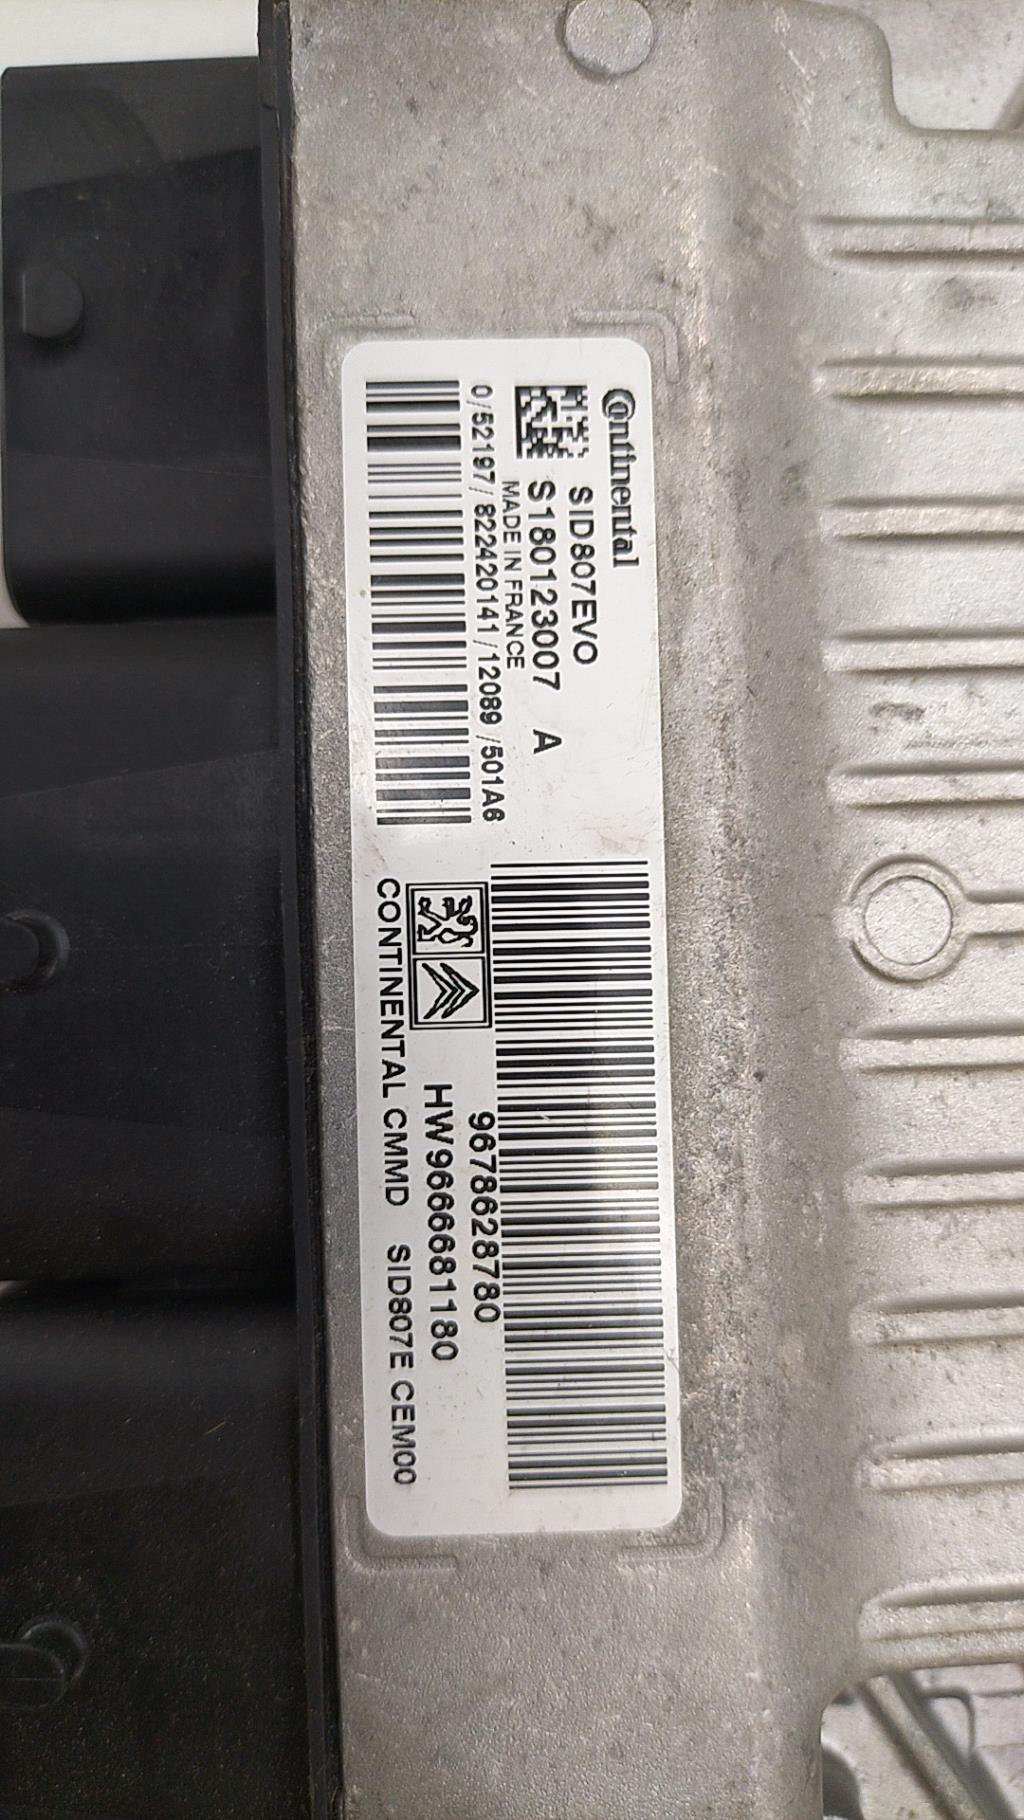 Continental
SID807EVO
S180123007 A
MADE IN FRANCE
0/52197/822420141/12089 /501A6
9678628780
HW9666681180
CONTINENTAL CMMD SID807E CEM00